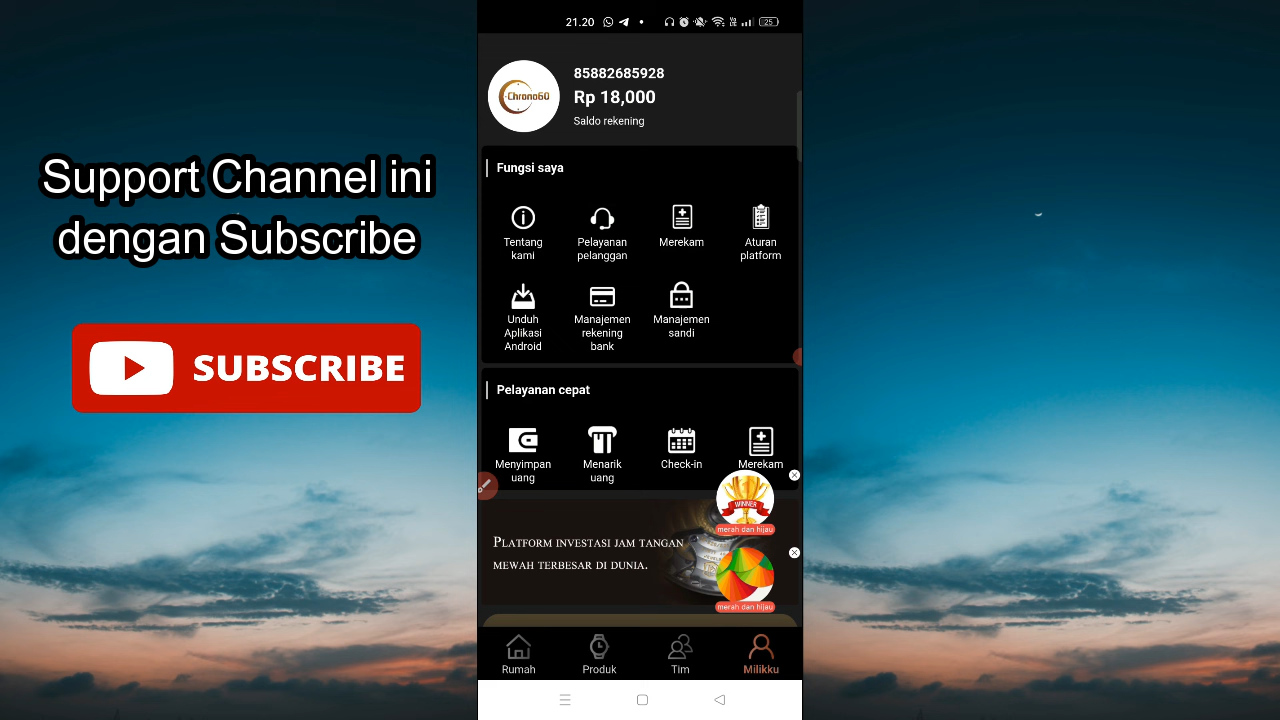 Support Channel ini
dengan Subscribe
SUBSCRIBE
21.20
25
Chrono60
85882685928
Rp 18,000
Saldo rekening
Fungsi saya
Tentang
kami
Pelayanan
pelanggan
Merekam
Aturan
platform
Unduh
Aplikasi
Android
Manajemen
rekening
bank
Manajemen
sandi
Pelayanan cepat
Menyimpan
uang
Menarik
uang
Check-in
Merekam
WINNER
merah dan hijau
PLATFORM INVESTASI JAM TANGAN
MEWAH TERBESAR DI DUNIA.
merah dan hijau
Rumah
Produk
Tim
Milikku